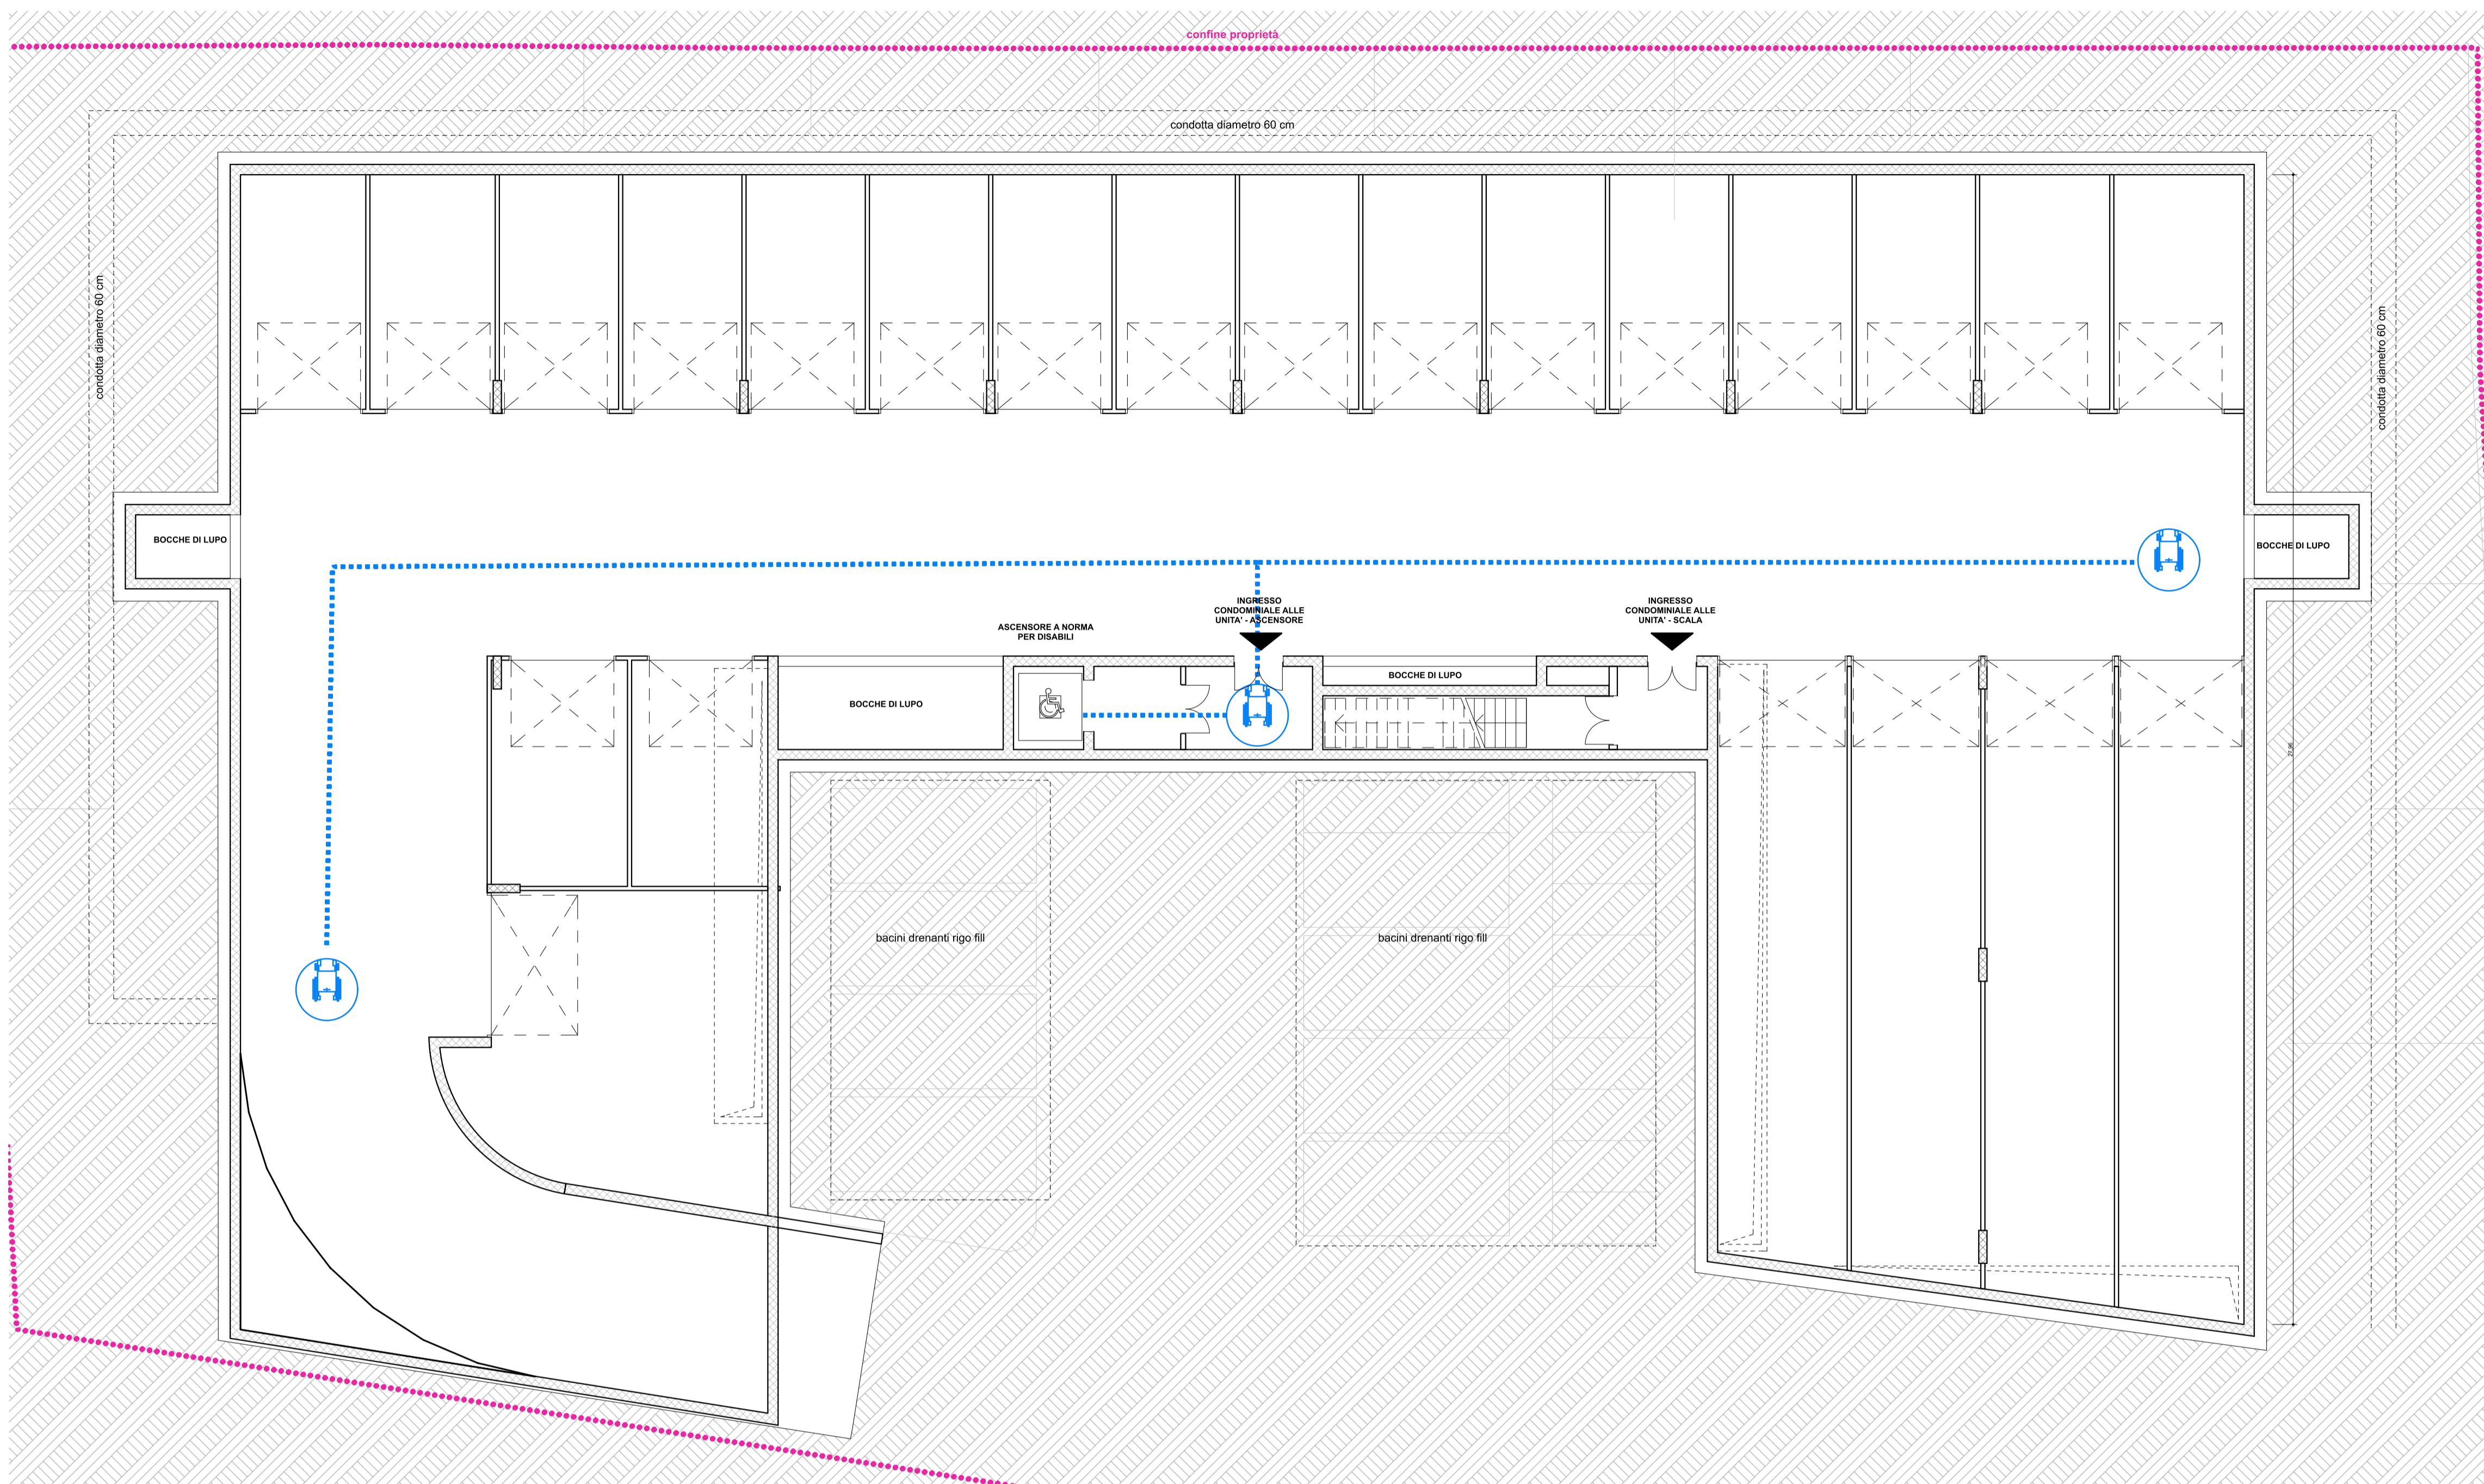 confine proprietà
condotta diametro 60 cm
condotta diametro 60 cm
condotta diametro 60 cm
BOCCHE DI LUPO
BOCCHE DI LUPO
INGRESSO
CONDOMINIALE ALLE
UNITA' - ASCENSORE
INGRESSO
CONDOMINIALE ALLE
UNITA' - SCALA
ASCENSORE A NORMA
PER DISABILI
BOCCHE DI LUPO
BOCCHE DI LUPO
27,96
bacini drenanti rigo fill
bacini drenanti rigo fill